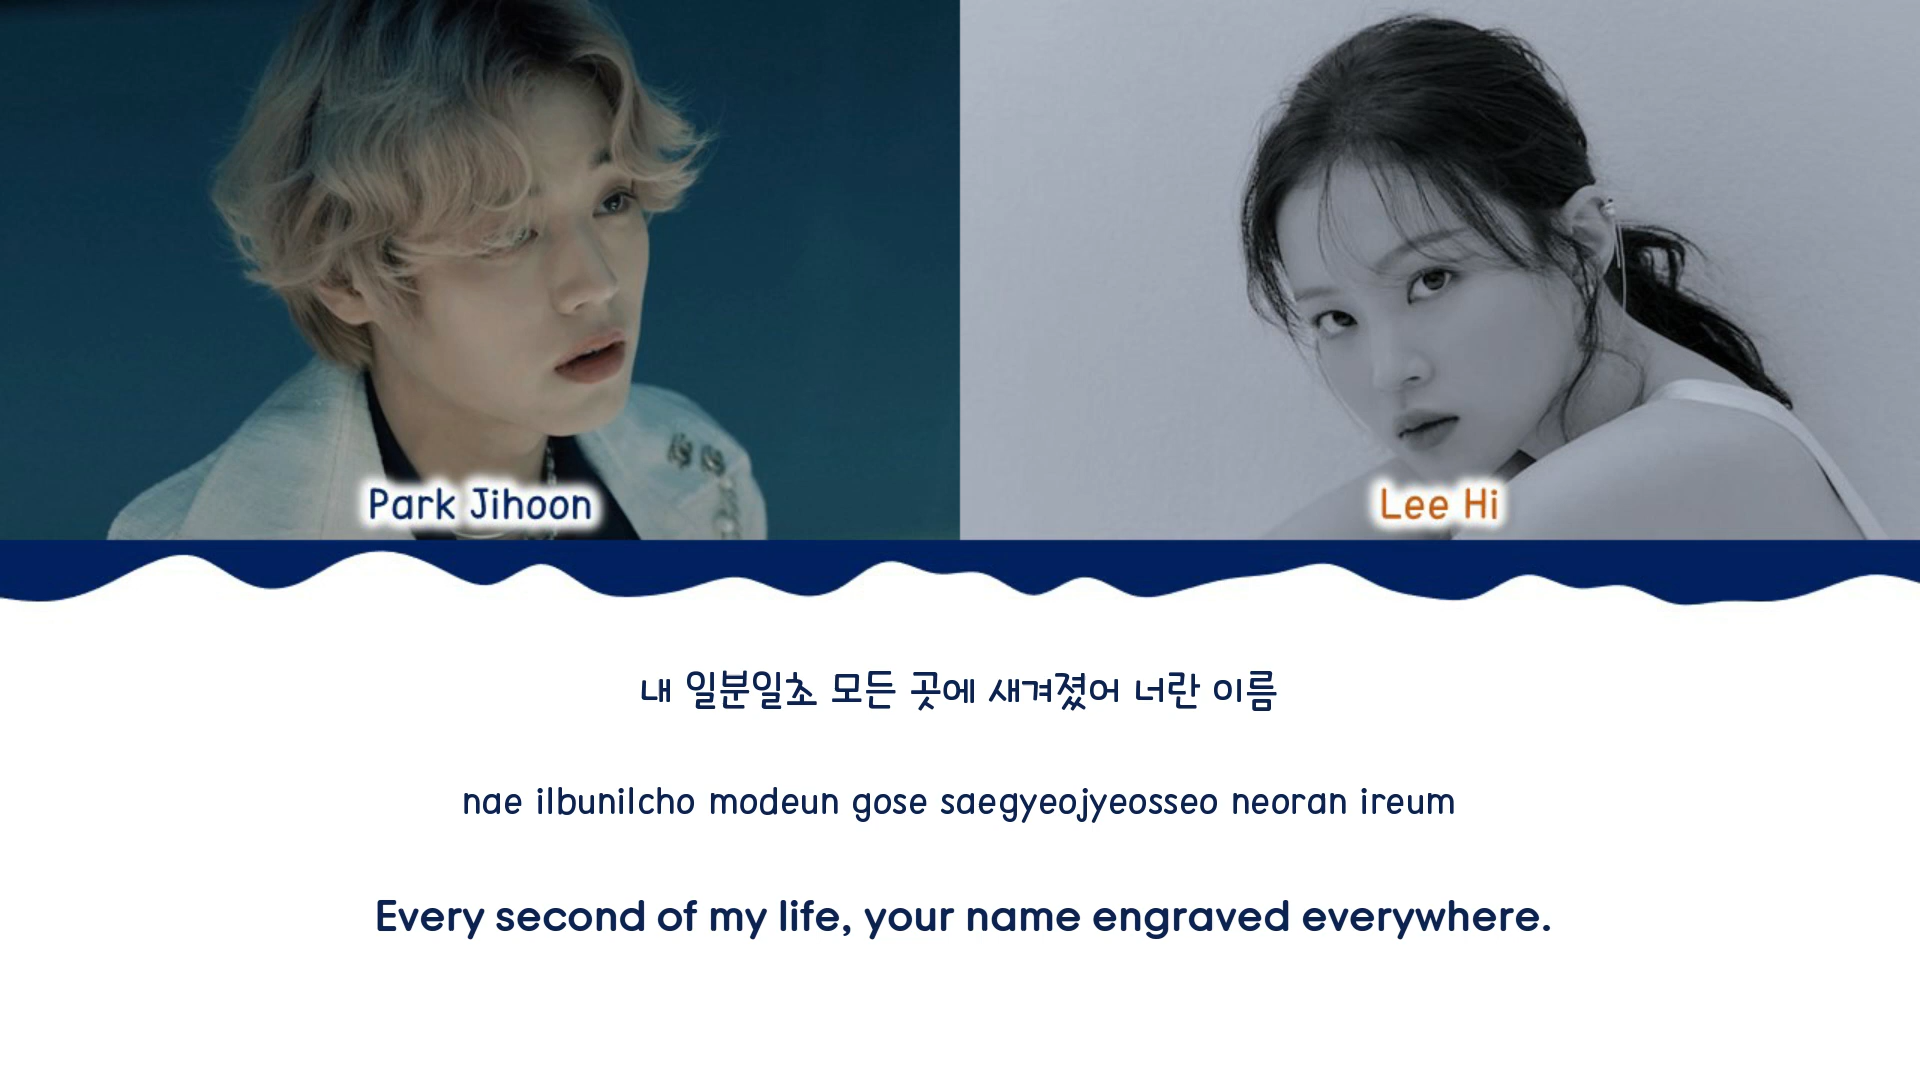 Park Jihoon
Lee Hi
내 일분일초 모든 곳에 새겨졌어 너란 이름
nae ilbunilcho modeun gose saegyeojyeosseo neoran ireum
Every second of my life, your name engraved everywhere.